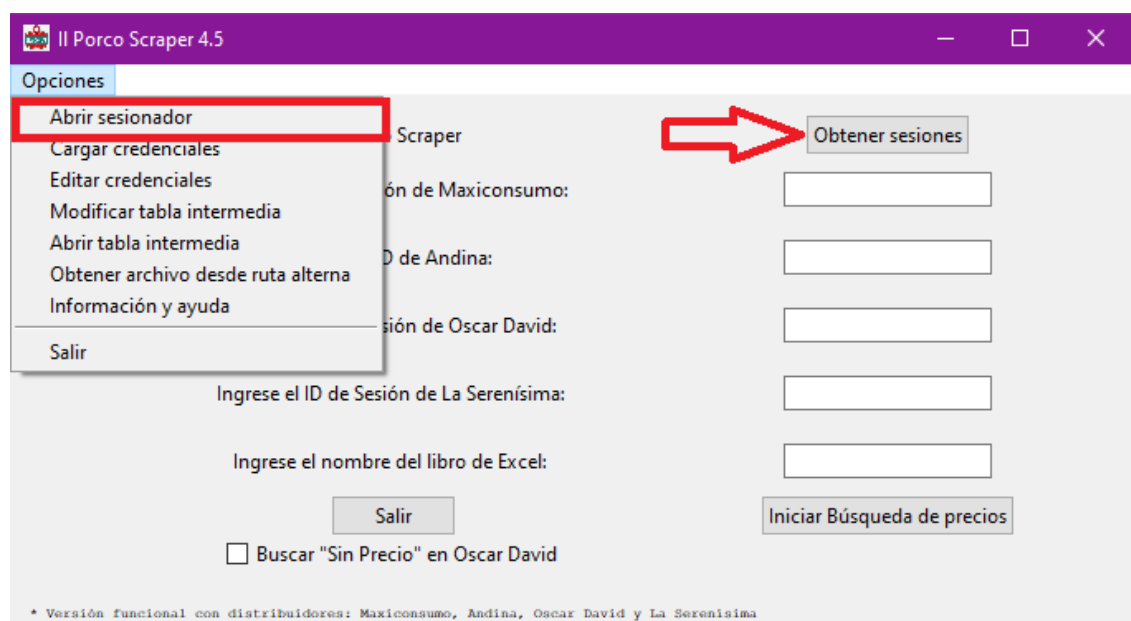 Il Porco Scraper 4.5
Opciones
Abrir sesionador
Cargar credenciales
Editar credenciales
Modificar tabla intermedia
Abrir tabla intermedia
Obtener archivo desde ruta alterna
Información y ayuda
Salir
Scraper
Obtener sesiones
de Maxiconsumo:
de Andina:
de Oscar David:
Ingrese el ID de Sesión de La Serenísima:
Ingrese el nombre del libro de Excel:
Salir
Iniciar Búsqueda de precios
Buscar "Sin Precio" en Oscar David
* Versión funcional con distribuidores: Maxiconsumo, Andina, Oscar David y La Serenisima